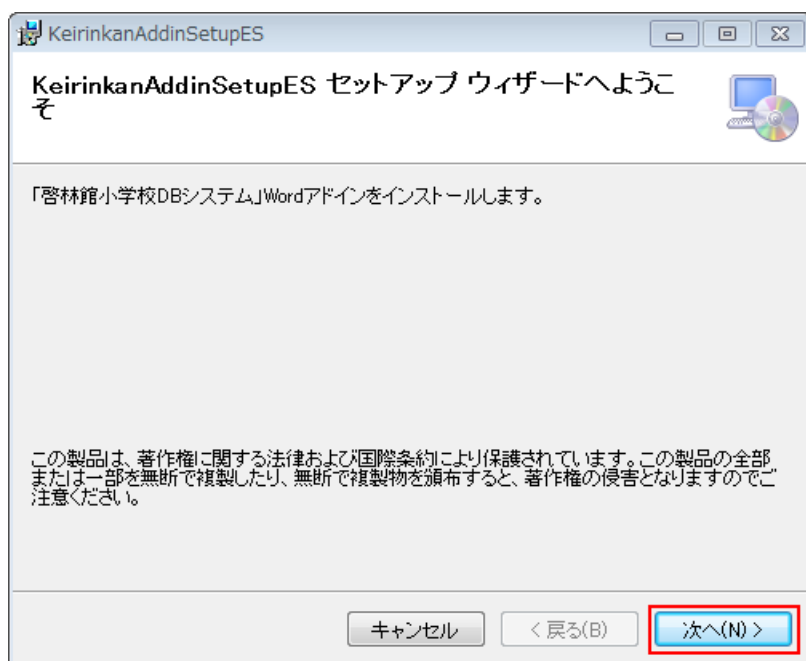 KeirinkanAddinSetupES
KeirinkanAddinSetupES セットアップ ウィザードへようこ
そ
「啓林館小学校DBシステム」Wordアドインをインストールします。
この製品は、著作権に関する法律および国際条約により保護されています。この製品の全部
または一部を無断で複製したり、無断で複製物を頒布すると、著作権の侵害となりますのでご
注意ください。
キャンセル
< 戻る(B)
次へ(N) >